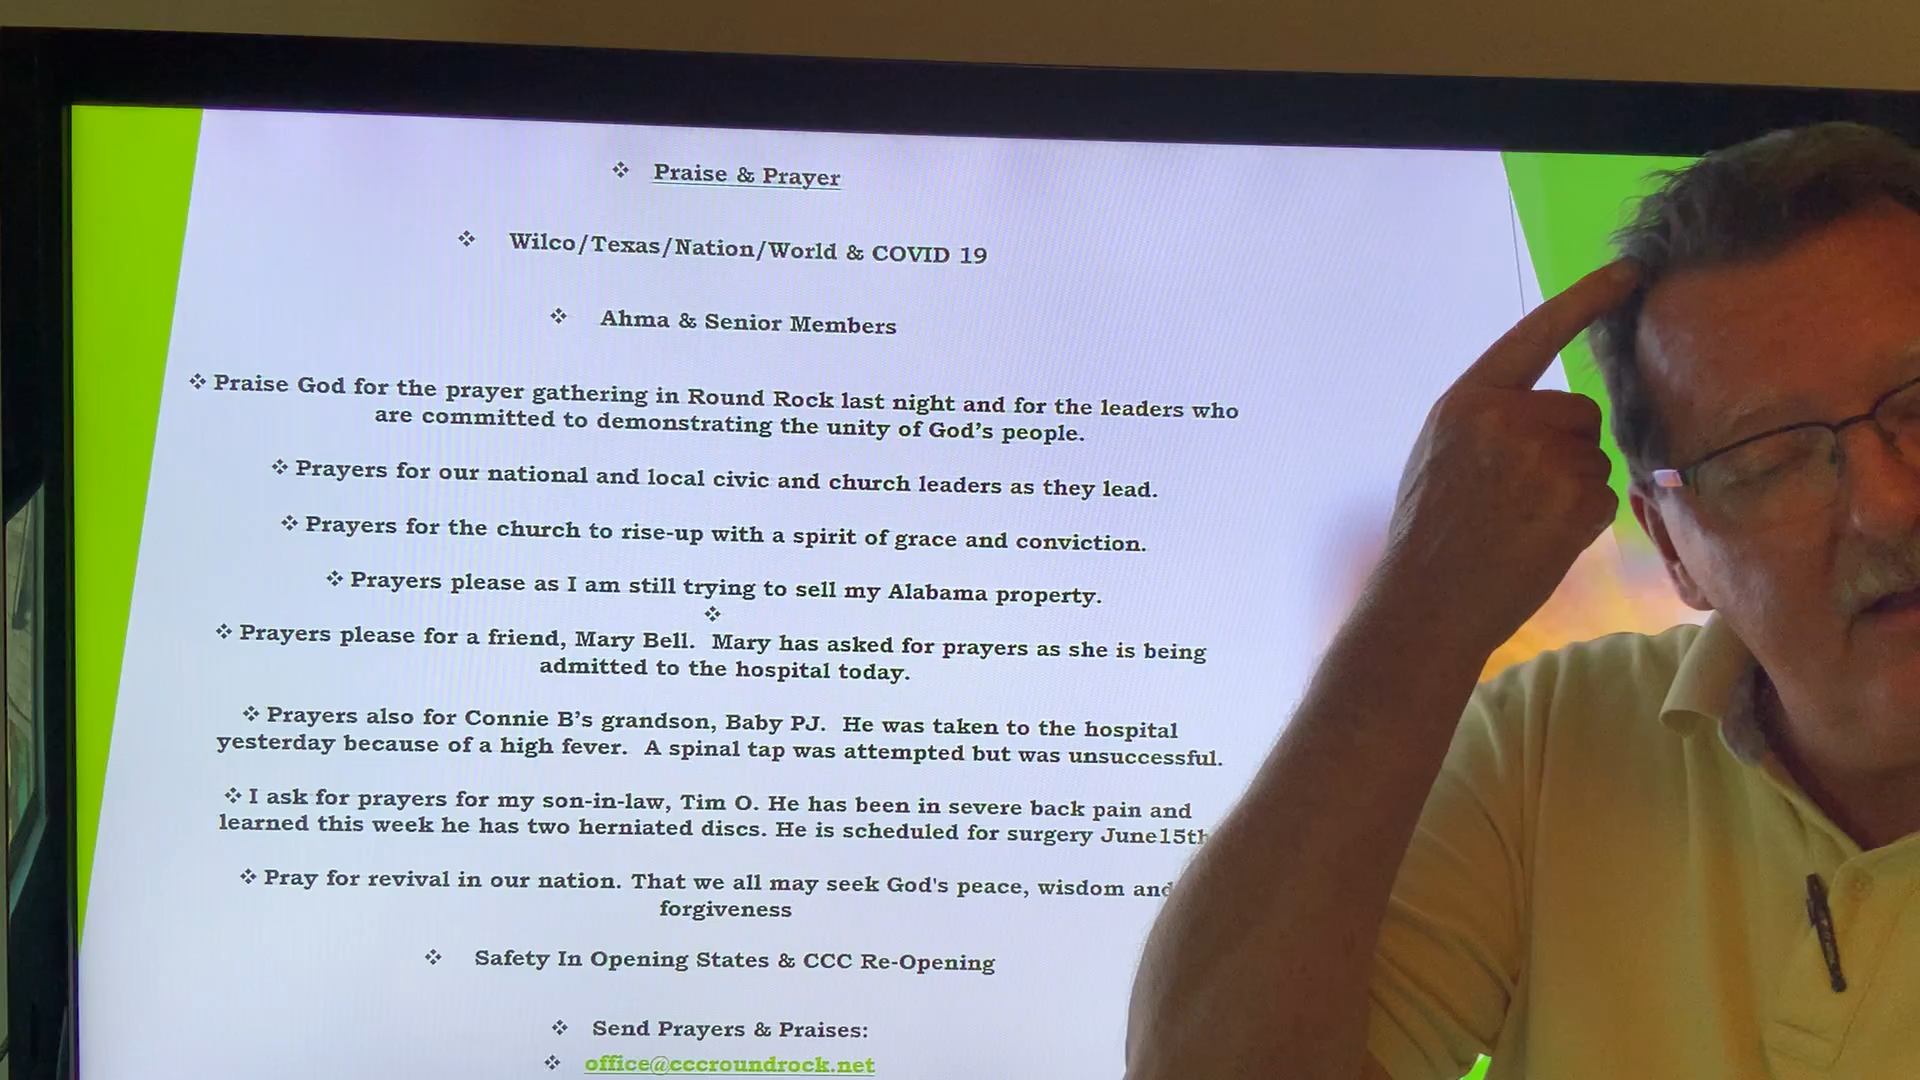 ❖ Praise & Prayer
❖ Wilco/Texas/Nation/World & COVID 19
❖ Ahma & Senior Members
❖ Praise God for the prayer gathering in Round Rock last night and for the leaders who
are committed to demonstrating the unity of God's people.
❖ Prayers for our national and local civic and church leaders as they lead.
❖ Prayers for the church to rise-up with a spirit of grace and conviction.
❖ Prayers please as I am still trying to sell my Alabama property.
❖
❖ Prayers please for a friend, Mary Bell.  Mary has asked for prayers as she is being
admitted to the hospital today.
❖ Prayers also for Connie B's grandson, Baby PJ.  He was taken to the hospital
yesterday because of a high fever.  A spinal tap was attempted but was unsuccessful.
❖ I ask for prayers for my son-in-law, Tim O. He has been in severe back pain and
learned this week he has two herniated discs. He is scheduled for surgery June15th
❖ Pray for revival in our nation. That we all may seek God's peace, wisdom and
forgiveness
❖ Safety In Opening States & CCC Re-Opening
❖ Send Prayers & Praises:
❖ office@cccroundrock.net